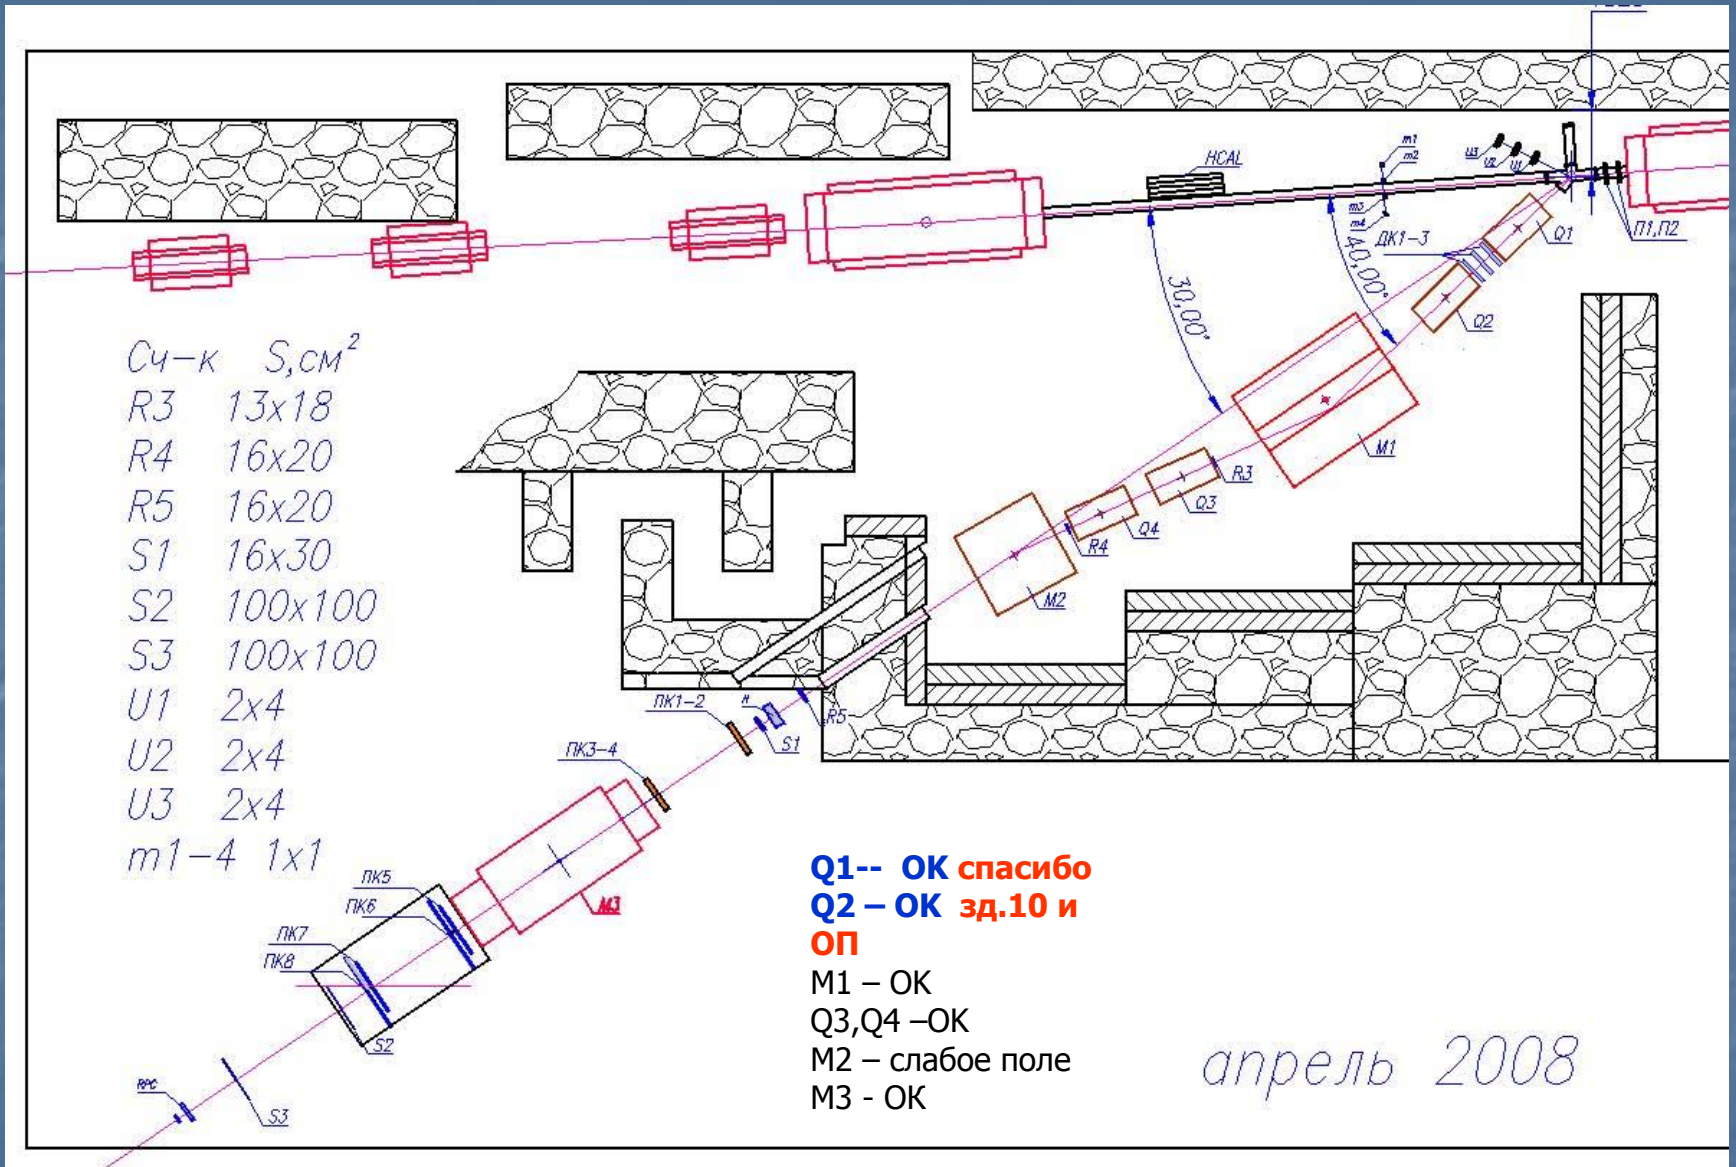 HCAL
m1
m2
m3
m4
U3
U2
U1
Q1
П1,П2
ДК1-3
40,00°
30,00°
Q2
Сч-к S,см²
R3 13x18
R4 16x20
R5 16x20
S1 16x30
S2 100x100
S3 100x100
U1 2x4
U2 2x4
U3 2x4
m1-4 1x1
M1
R3
Q3
Q4
R4
M2
ПК1-2
R5
S1
ПК3-4
M3
ПК5
ПК6
ПК7
ПК8
S2
RPC
S3
Q1-- OK спасибо
Q2 – OK зд.10 и
ОП
M1 – OK
Q3,Q4 –OK
M2 – слабое поле
M3 - OK
апрель 2008